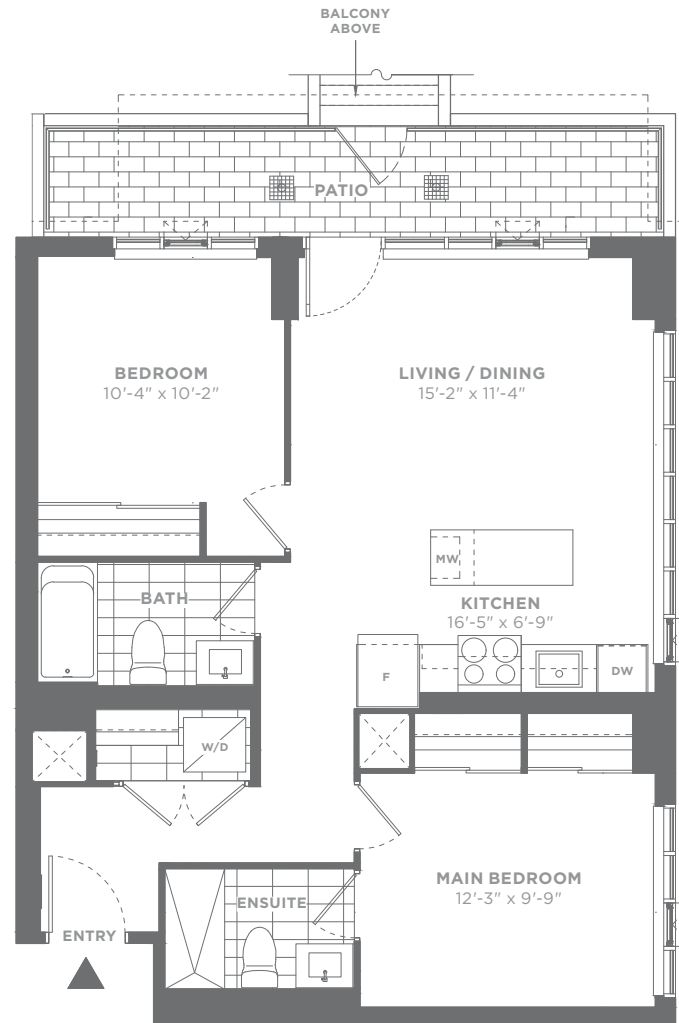 BALCONY
ABOVE
PATIO
BEDROOM
10'-4" x 10'-2"
LIVING / DINING
15'-2" x 11'-4"
MW
BATH
KITCHEN
16'-5" x 6'-9"
F
DW
W/D
MAIN BEDROOM
12'-3" x 9'-9"
ENSUITE
ENTRY